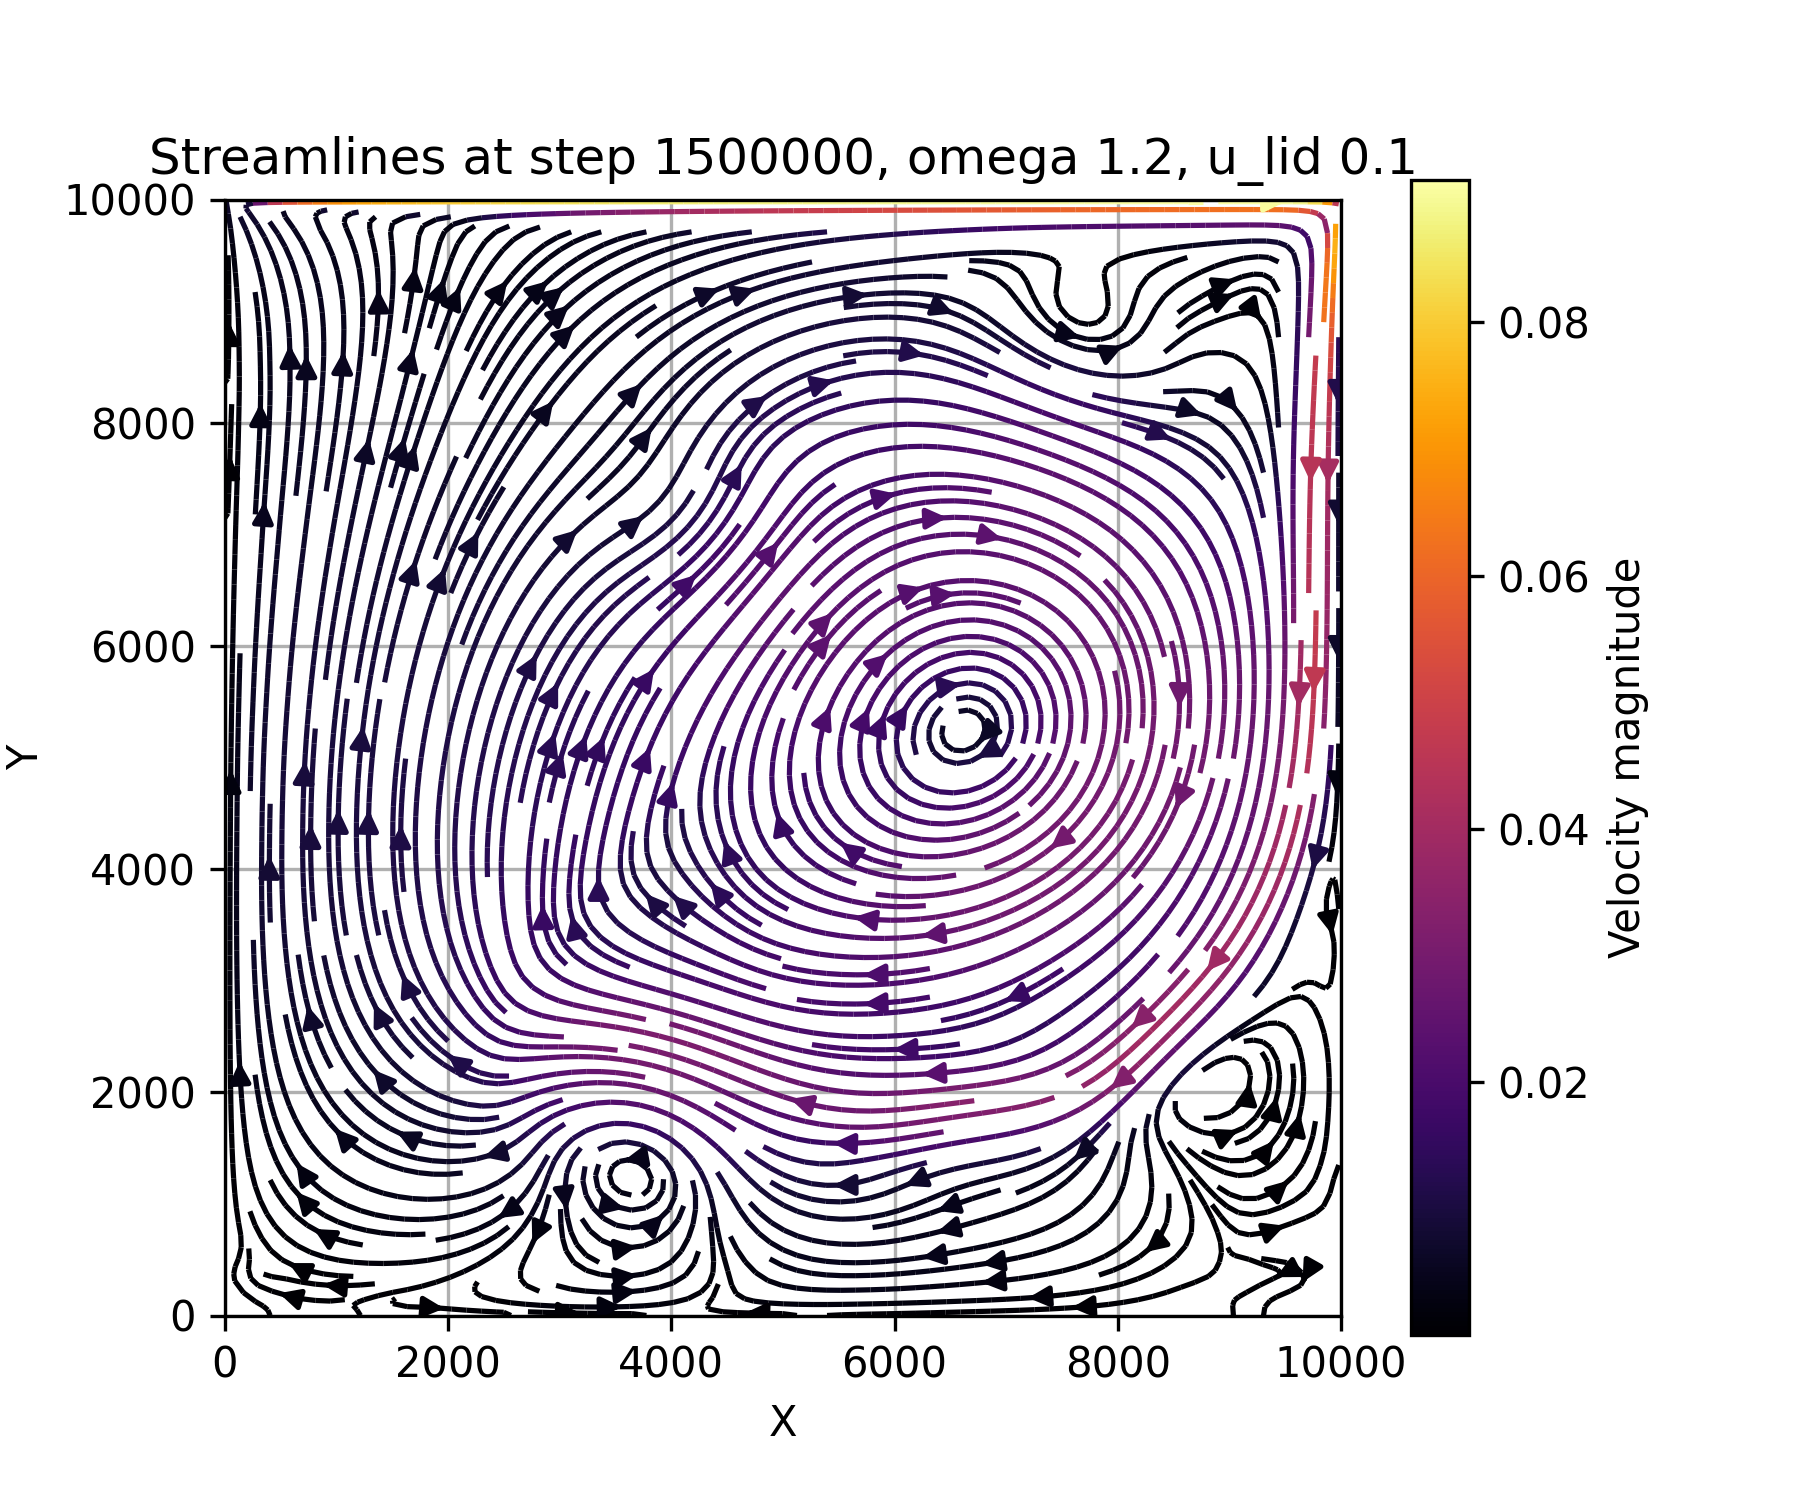 Streamlines at step 1500000, omega 1.2, u_lid 0.1
10000
8000
6000
4000
2000
0
Y
0 2000 4000 6000 8000 10000
X
0.08
0.06
0.04
0.02
Velocity magnitude